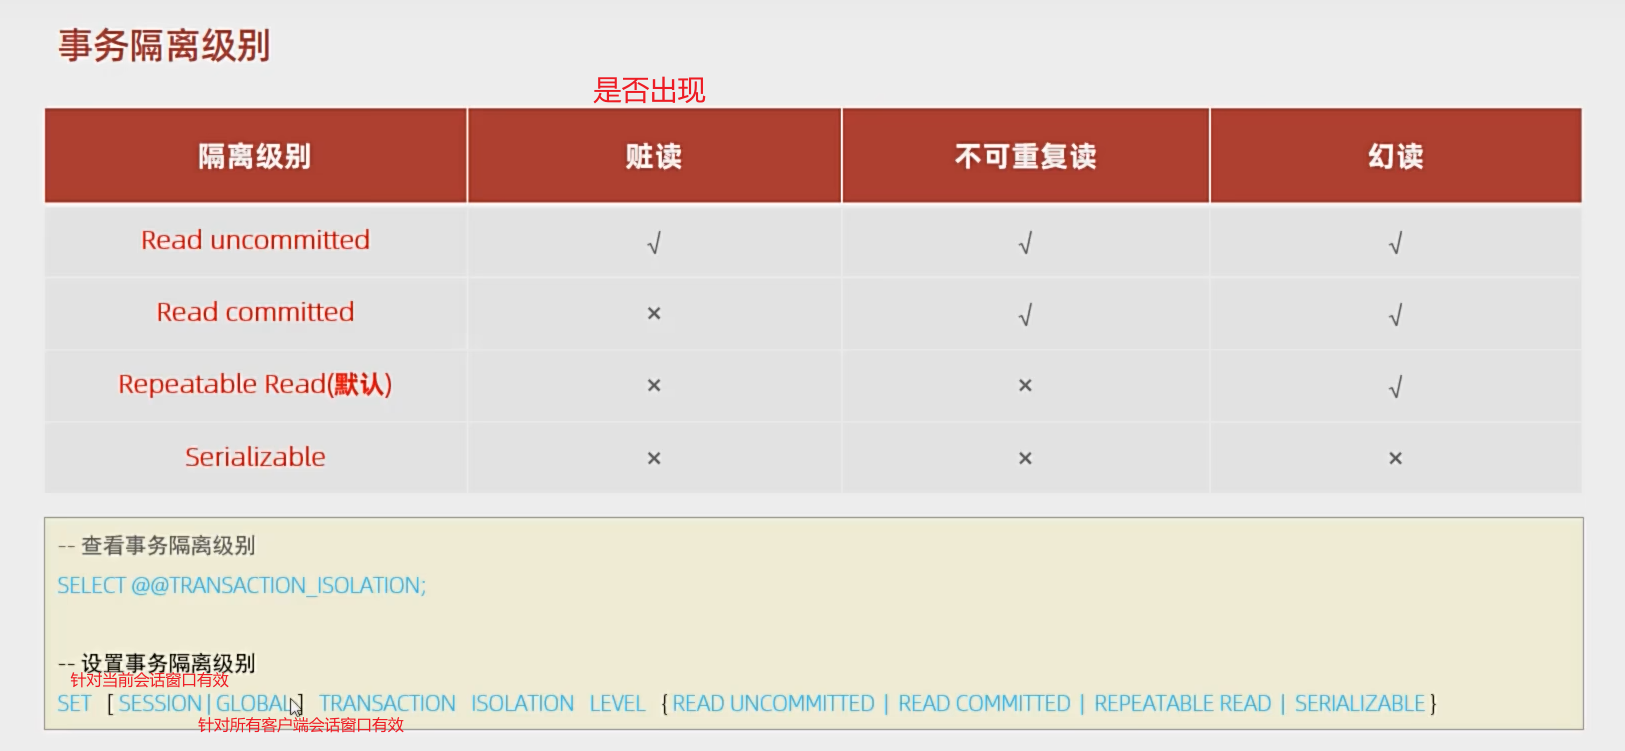 事务隔离级别
是否出现
隔离级别 脏读 不可重复读 幻读
Read uncommitted √ √ √
Read committed × √ √
Repeatable Read(默认) × × √
Serializable × × ×
-- 查看事务隔离级别
SELECT @@TRANSACTION_ISOLATION;
-- 设置事务隔离级别
针对当前会话窗口有效
SET [ SESSION | GLOBAL ] TRANSACTION ISOLATION LEVEL { READ UNCOMMITTED | READ COMMITTED | REPEATABLE READ | SERIALIZABLE }
针对所有客户端会话窗口有效